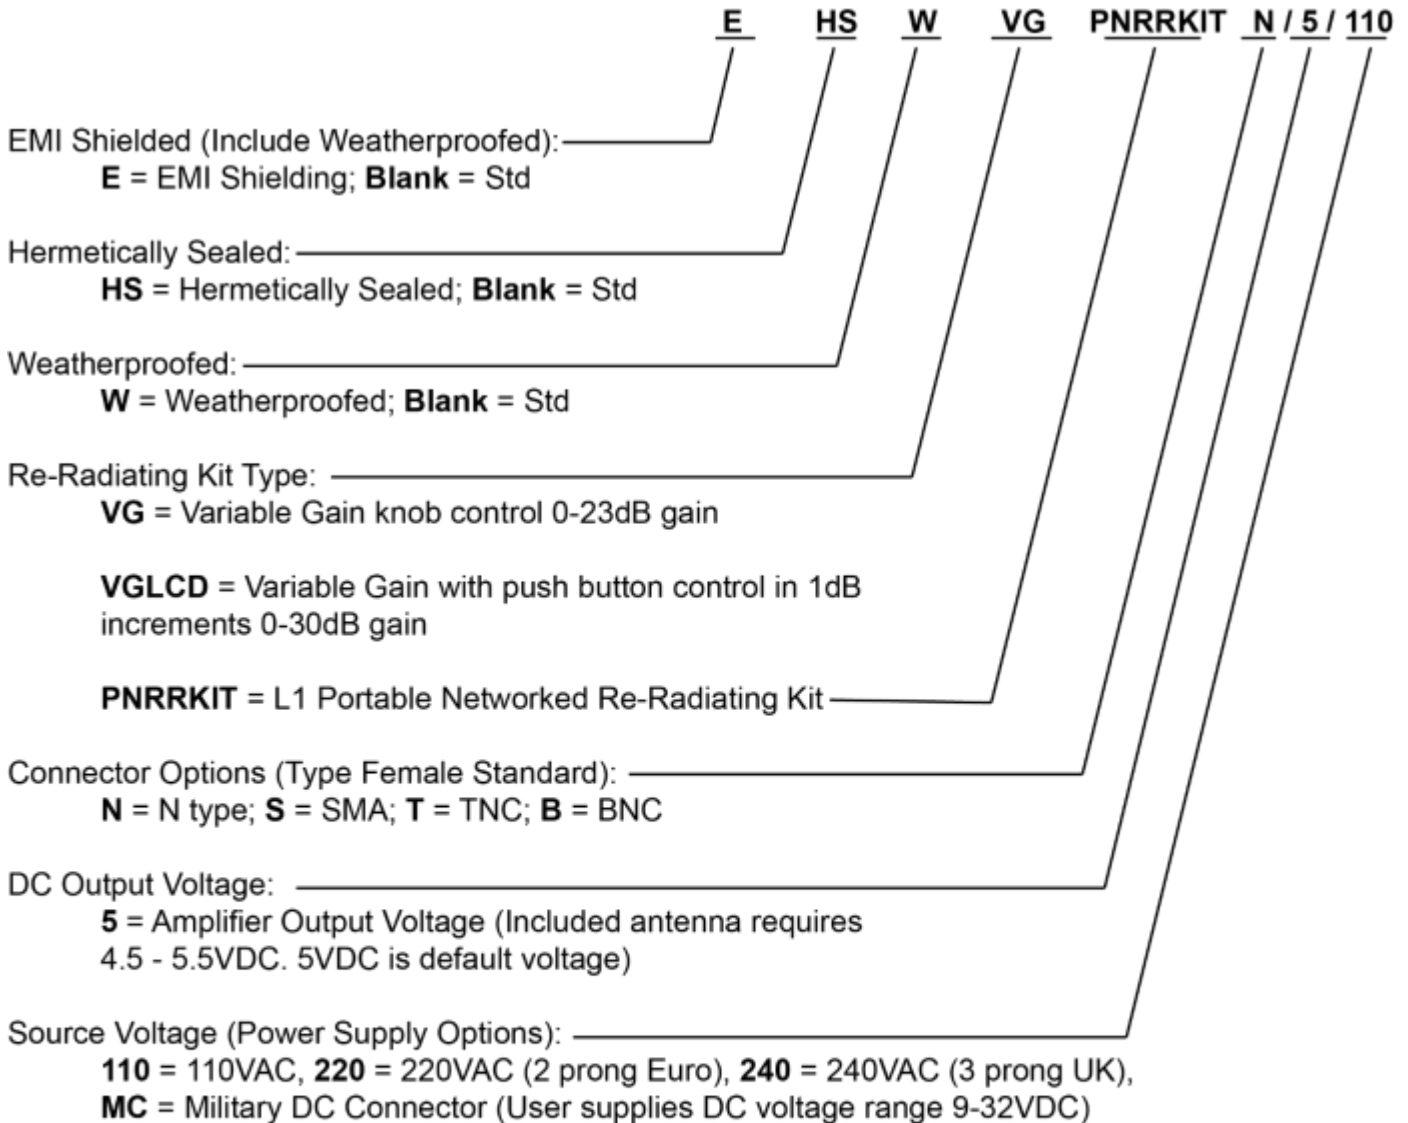 E HS W VG PNRRKIT N / 5 / 110
EMI Shielded (Include Weatherproofed):
E = EMI Shielding; Blank = Std
Hermetically Sealed:
HS = Hermetically Sealed; Blank = Std
Weatherproofed:
W = Weatherproofed; Blank = Std
Re-Radiating Kit Type:
VG = Variable Gain knob control 0-23dB gain
VGLCD = Variable Gain with push button control in 1dB
increments 0-30dB gain
PNRRKIT = L1 Portable Networked Re-Radiating Kit
Connector Options (Type Female Standard):
N = N type; S = SMA; T = TNC; B = BNC
DC Output Voltage:
5 = Amplifier Output Voltage (Included antenna requires
4.5 - 5.5VDC. 5VDC is default voltage)
Source Voltage (Power Supply Options):
110 = 110VAC, 220 = 220VAC (2 prong Euro), 240 = 240VAC (3 prong UK),
MC = Military DC Connector (User supplies DC voltage range 9-32VDC)